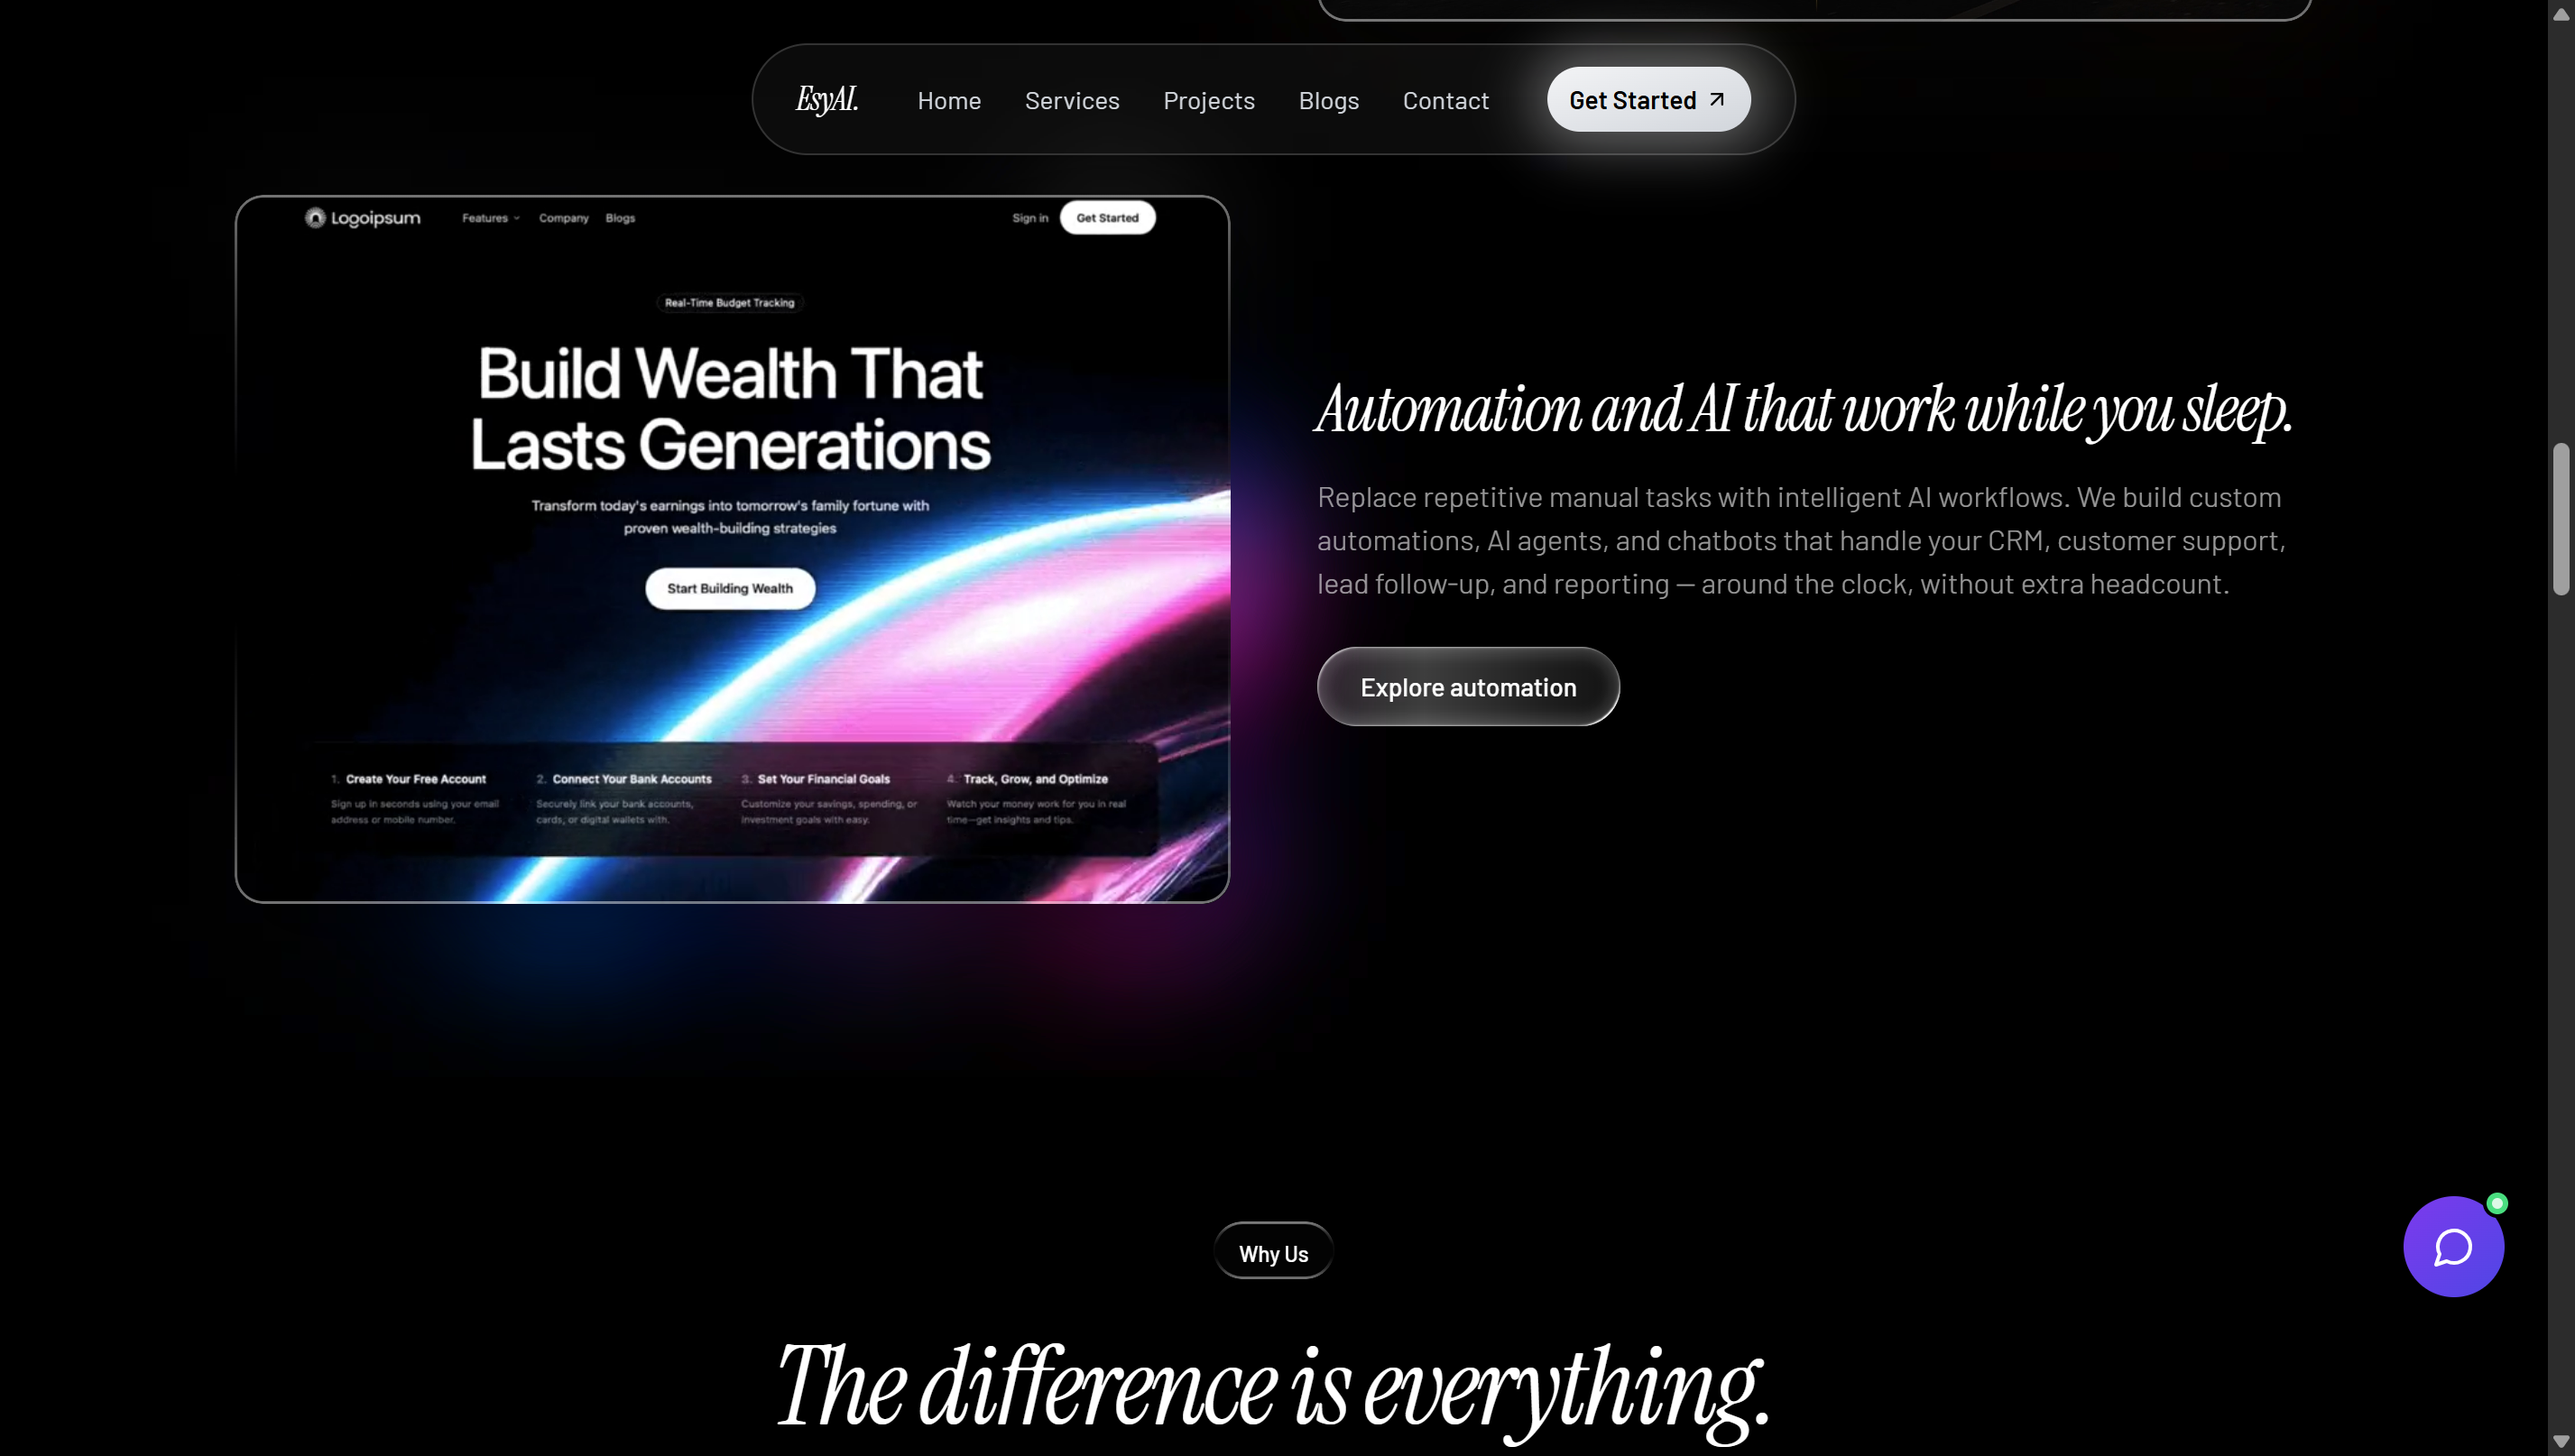 EsyAI.
Home
Services
Projects
Blogs
Contact
Get Started
Logoipsum
Features
Company
Blogs
Sign in
Get Started
Real-Time Budget Tracking
Build Wealth That
Lasts Generations
Transform today's earnings into tomorrow's family fortune with
proven wealth-building strategies
Start Building Wealth
1. Create Your Free Account
Sign up in seconds using your email
address or mobile number.
2. Connect Your Bank Accounts
Securely link your bank accounts,
cards, or digital wallets with.
3. Set Your Financial Goals
Customize your savings, spending, or
investment goals with easy.
4. Track, Grow, and Optimize
Watch your money work for you in real
time—get insights and tips.
Automation and AI that work while you sleep.
Replace repetitive manual tasks with intelligent AI workflows. We build custom
automations, AI agents, and chatbots that handle your CRM, customer support,
lead follow-up, and reporting — around the clock, without extra headcount.
Explore automation
Why Us
The difference is everything.